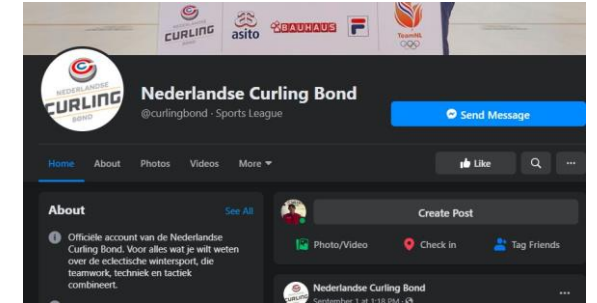 CURLING
asito
BAUHAUS
F
TeamNL
NEDERLANDSE
CURLING
BOND
Nederlandse Curling Bond
@curlingbond · Sports League
Send Message
Home About Photos Videos More
Like
About See All
Create Post
Officiële account van de Nederlandse
Curling Bond. Voor alles wat je wilt weten
over de eclectische wintersport, die
teamwork, techniek en tactiek
combineert.
Photo/Video Check in Tag Friends
Nederlandse Curling Bond
September 1 at 1:18 PM ·